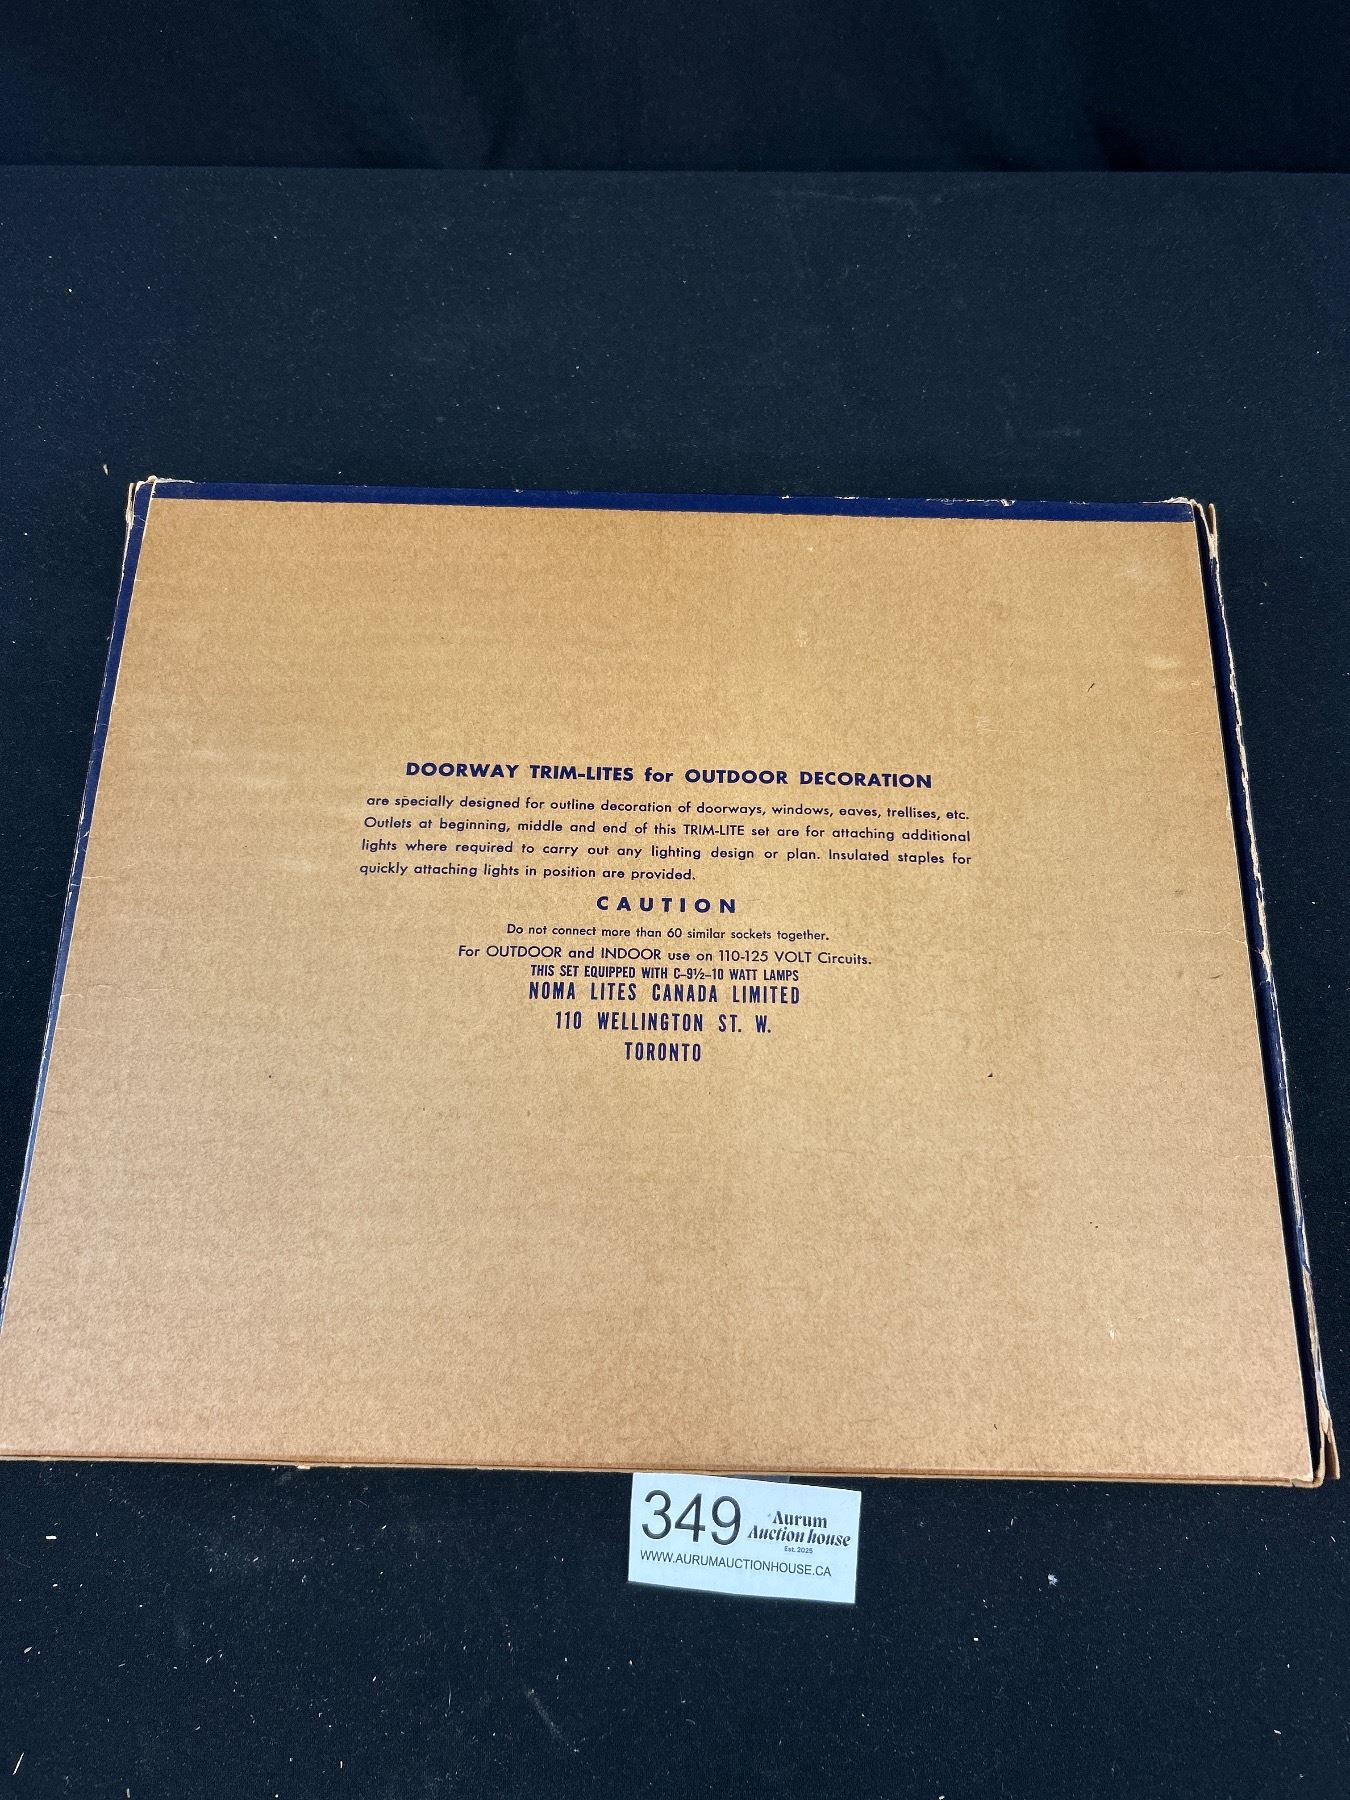 DOORWAY TRIM-LITES for OUTDOOR DECORATION
are specially designed for outline decoration of doorways, windows, eaves, trellises, etc.
Outlets at beginning, middle and end of this TRIM-LITE set are for attaching additional
lights where required to carry out any lighting design or plan. Insulated staples for
quickly attaching lights in position are provided.
CAUTION
Do not connect more than 60 similar sockets together.
For OUTDOOR and INDOOR use on 110-125 VOLT Circuits.
THIS SET EQUIPPED WITH C-9½-10 WATT LAMPS
NOMA LITES CANADA LIMITED
110 WELLINGTON ST. W.
TORONTO
349 Aurum
Auction house
Est. 2025
WWW.AURUMAUCTIONHOUSE.CA